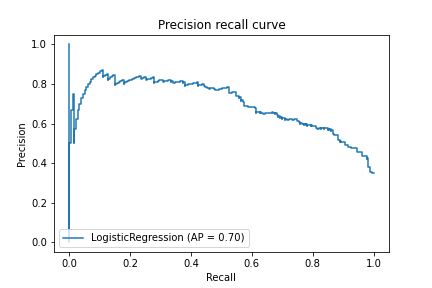 Precision recall curve
1.0
0.8
0.6
0.4
0.2
0.0
Precision
LogisticRegression (AP = 0.70)
0.0 0.2 0.4 0.6 0.8 1.0
Recall